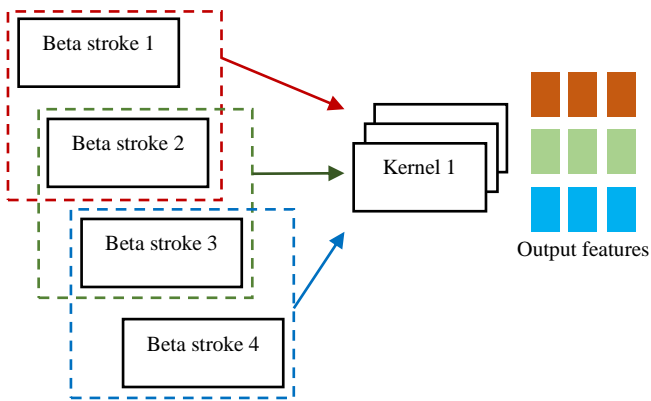 Beta stroke 1
Beta stroke 2
Beta stroke 3
Beta stroke 4
Kernel 1
Output features